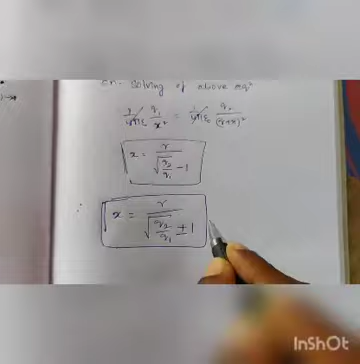 Solving of above eqⁿ
1/4πε₀ q₁/x² = 1/4πε₀ q₂/(r+x)²
x = r/(√(q₂/q₁) - 1)
∴ x = r/(√(q₂/q₁) ± 1)
InShOt